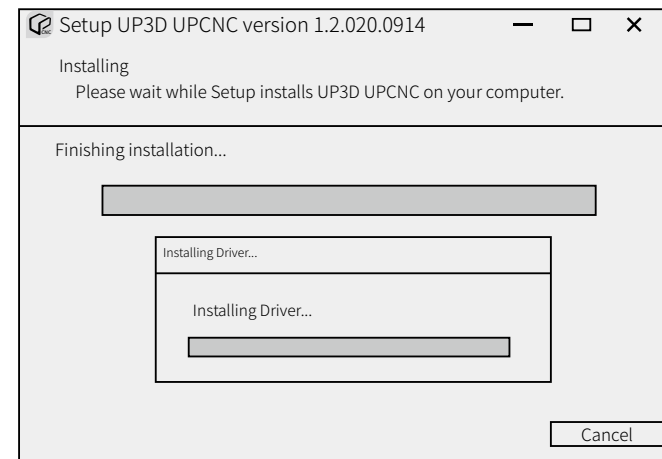 Setup UP3D UPCNC version 1.2.020.0914
Installing
Please wait while Setup installs UP3D UPCNC on your computer.
Finishing installation...
Installing Driver...
Installing Driver...
Cancel